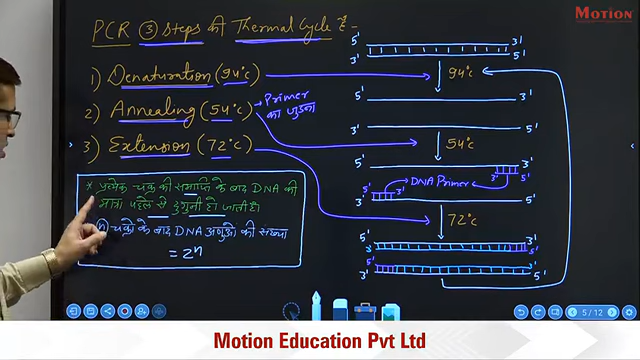 MOTION
PCR ③ Steps की Thermal Cycle है -
1) Denaturation (94°C)
2) Annealing (54°C) → Primer का जुड़ना
3) Extension (72°C)
* प्रत्येक चक्र की समाप्ति के बाद DNA की
मात्रा पहले से दुगुनी हो जाती है।
n चक्रो के बाद DNA अणुओ की संख्या
= 2ⁿ
5' 3'
3' 5'
94°C
5' 3'
3' 5'
54°C
5' 3'
DNA Primer
3' 5'
72°C
5' 3'
3' 5'
5' 3'
3' 5'
5 / 12
Motion Education Pvt Ltd